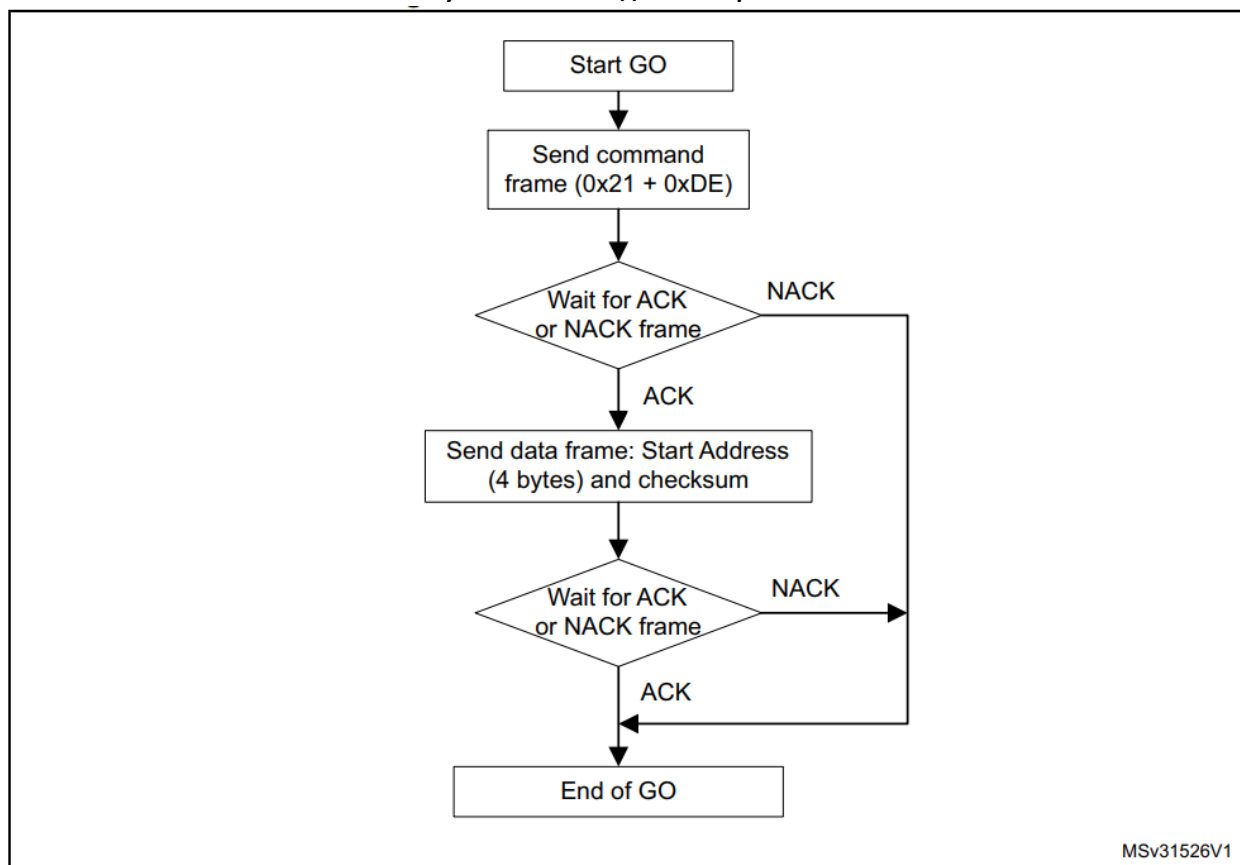 Start GO
Send command
frame (0x21 + 0xDE)
Wait for ACK
or NACK frame
NACK
ACK
Send data frame: Start Address
(4 bytes) and checksum
Wait for ACK
or NACK frame
NACK
ACK
End of GO
MSv31526V1